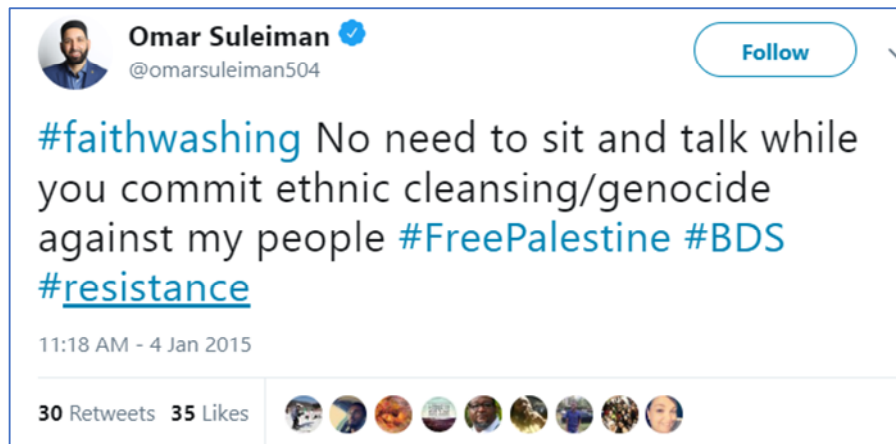 Omar Suleiman
@omarsuleiman504
Follow
#faithwashing No need to sit and talk while
you commit ethnic cleansing/genocide
against my people #FreePalestine #BDS
#resistance
11:18 AM - 4 Jan 2015
30 Retweets 35 Likes